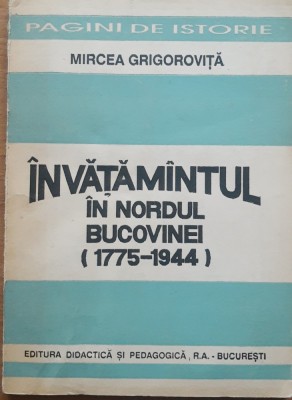 PAGINI DE ISTORIE
MIRCEA GRIGOROVIȚĂ
ÎNVĂȚĂMÎNTUL
ÎN NORDUL
BUCOVINEI
( 1775-1944 )
EDITURA DIDACTICĂ ȘI PEDAGOGICĂ, R.A. - BUCUREȘTI